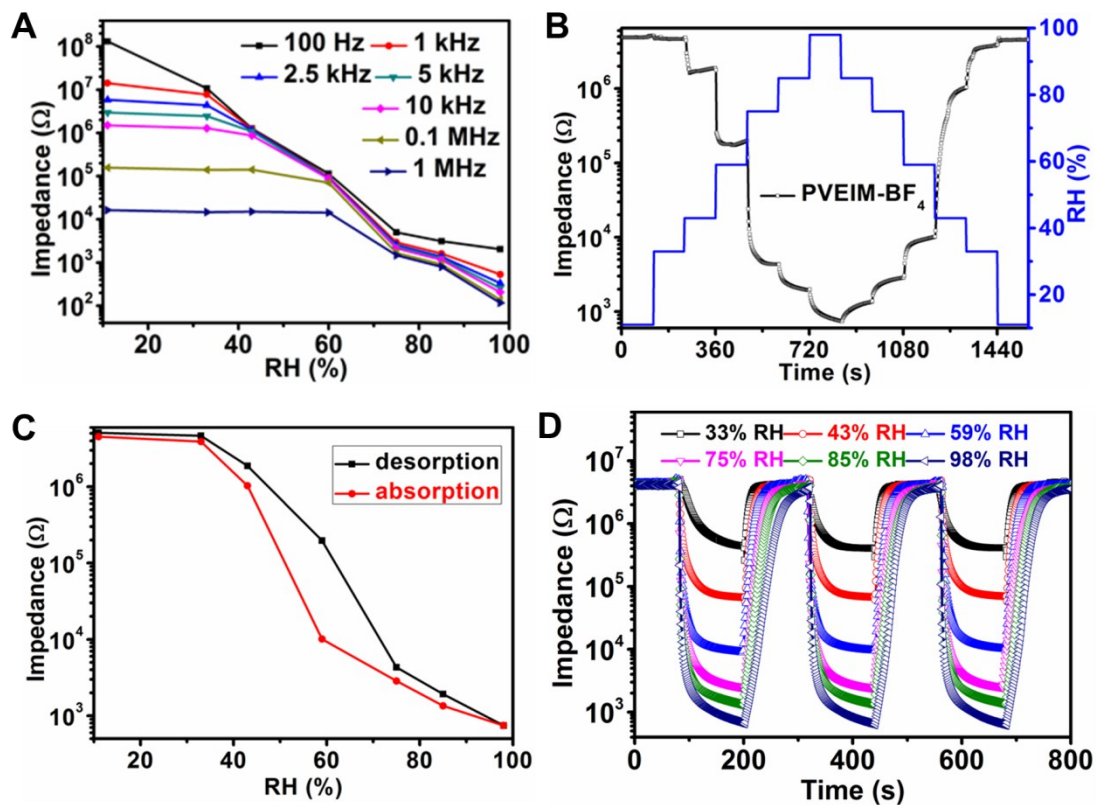 A
Impedance (Ω)
10⁸
10⁷
10⁶
10⁵
10⁴
10³
10²
100 Hz
1 kHz
2.5 kHz
5 kHz
10 kHz
0.1 MHz
1 MHz
20 40 60 80 100
RH (%)
B
Impedance (Ω)
10⁶
10⁵
10⁴
10³
PVEIM-BF₄
100
80
60
40
20
RH (%)
0 360 720 1080 1440
Time (s)
C
Impedance (Ω)
10⁶
10⁵
10⁴
10³
desorption
absorption
20 40 60 80 100
RH (%)
D
Impedance (Ω)
10⁷
10⁶
10⁵
10⁴
10³
33% RH 43% RH 59% RH
75% RH 85% RH 98% RH
0 200 400 600 800
Time (s)